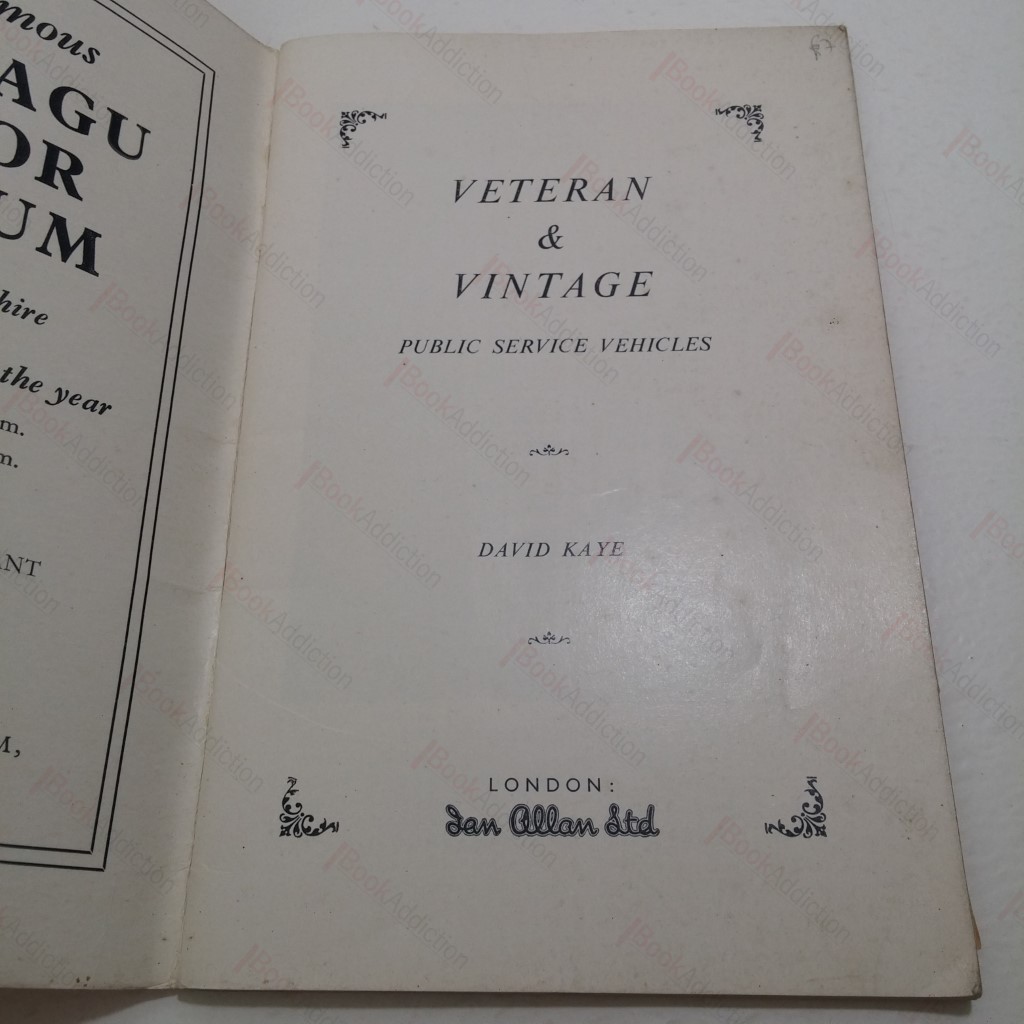 mous
AGU
OR
UM
hire
the year
m.
m.
ANT
M,
VETERAN
&
VINTAGE
PUBLIC SERVICE VEHICLES
DAVID KAYE
LONDON:
Ian Allan Ltd
BookAddiction